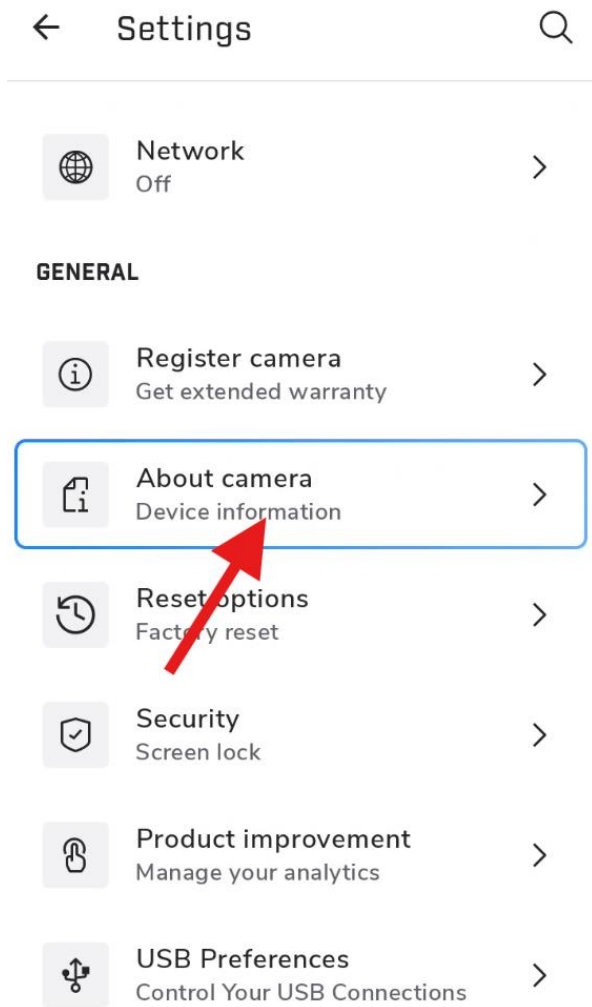 Settings
Network
Off
GENERAL
Register camera
Get extended warranty
About camera
Device information
Reset options
Factory reset
Security
Screen lock
Product improvement
Manage your analytics
USB Preferences
Control Your USB Connections